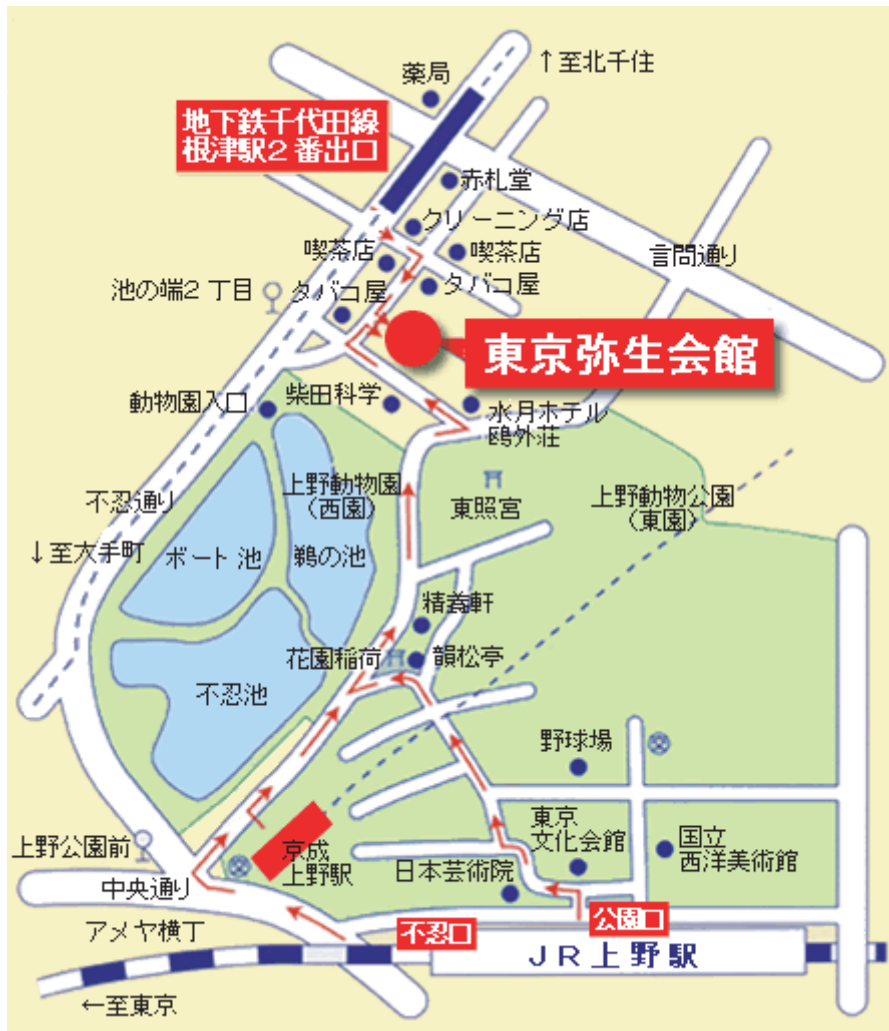 ↑至北千住
薬局
地下鉄千代田線
根津駅2番出口
赤札堂
クリーニング店
喫茶店
喫茶店
言問通り
池の端2丁目
タバコ屋
タバコ屋
東京弥生会館
動物園入口
柴田科学
水月ホテル
鴎外荘
不忍通り
上野動物園
(西園)
東照宮
上野動物公園
(東園)
↓至大手町
ボート池
鵜の池
精養軒
花園稲荷
韻松亭
不忍池
野球場
上野公園前
京成
上野駅
東京
文化会館
国立
西洋美術館
日本芸術院
中央通り
アメヤ横丁
不忍口
公園口
JR上野駅
←至東京